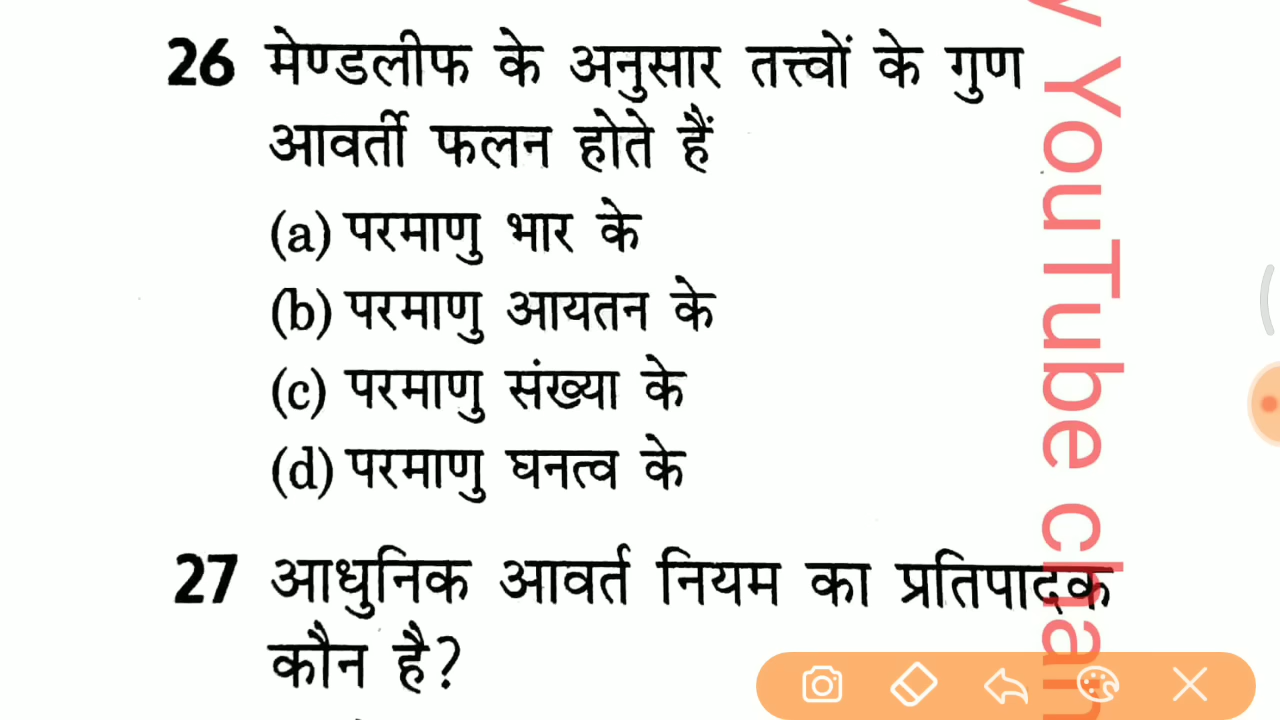 26 मेण्डलीफ के अनुसार तत्त्वों के गुण
आवर्ती फलन होते हैं
(a) परमाणु भार के
(b) परमाणु आयतन के
(c) परमाणु संख्या के
(d) परमाणु घनत्व के
27 आधुनिक आवर्त नियम का प्रतिपादक
कौन है?
YouTube chan